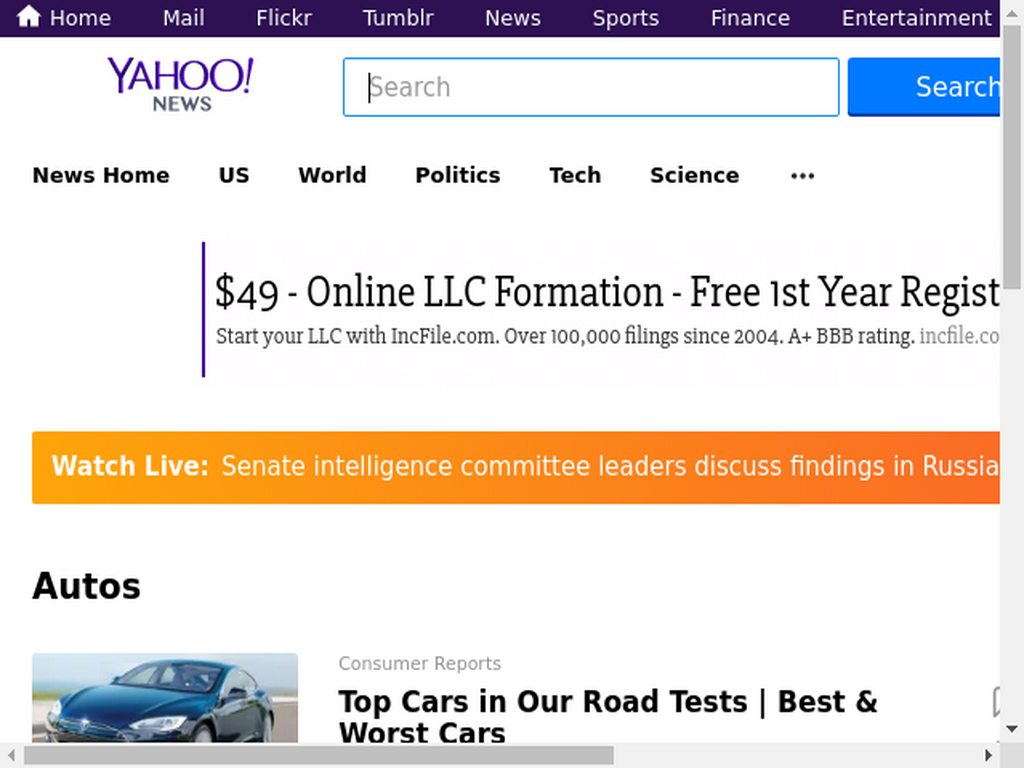 Home Mail Flickr Tumblr News Sports Finance Entertainment
YAHOO!
NEWS
Search
Search
News Home US World Politics Tech Science •••
$49 - Online LLC Formation - Free 1st Year Regist
Start your LLC with IncFile.com. Over 100,000 filings since 2004. A+ BBB rating. incfile.co
Watch Live: Senate intelligence committee leaders discuss findings in Russia
Autos
Consumer Reports
Top Cars in Our Road Tests | Best &
Worst Cars